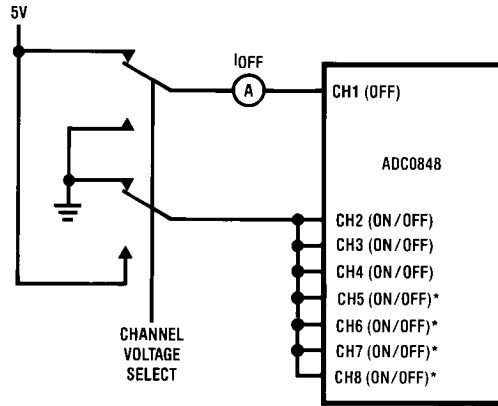 5V
IOFF
A
CH1 (OFF)
ADC0848
CH2 (ON/OFF)
CH3 (ON/OFF)
CH4 (ON/OFF)
CH5 (ON/OFF)*
CH6 (ON/OFF)*
CH7 (ON/OFF)*
CH8 (ON/OFF)*
CHANNEL
VOLTAGE
SELECT